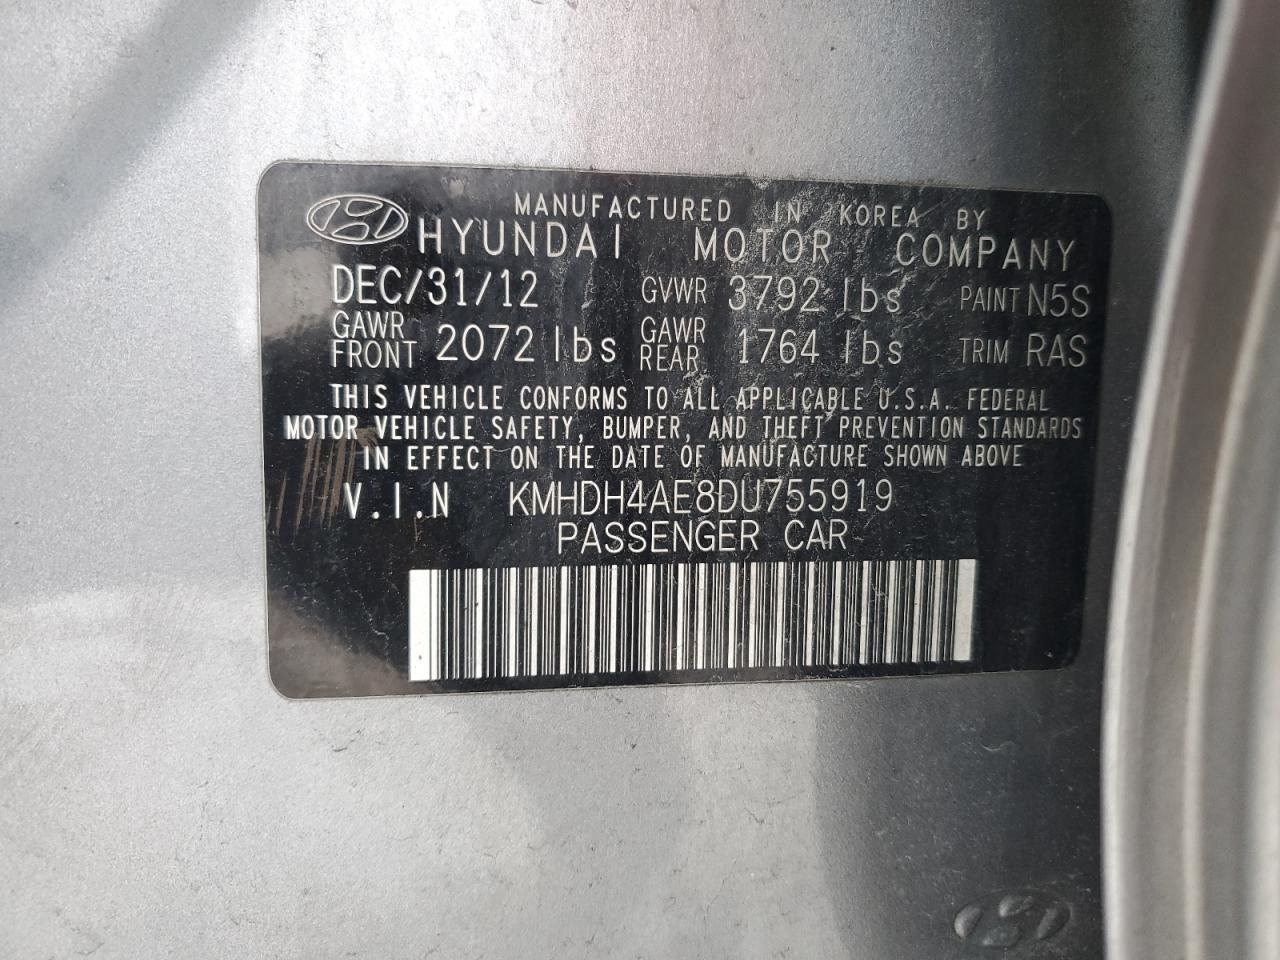 MANUFACTURED IN KOREA BY
HYUNDAI MOTOR COMPANY
DEC/31/12 GVWR 3792 lbs PAINT N5S
GAWR FRONT 2072 lbs GAWR REAR 1764 lbs TRIM RAS
THIS VEHICLE CONFORMS TO ALL APPLICABLE U.S.A. FEDERAL
MOTOR VEHICLE SAFETY, BUMPER, AND THEFT PREVENTION STANDARDS
IN EFFECT ON THE DATE OF MANUFACTURE SHOWN ABOVE
V.I.N KMHDH4AE8DU755919
PASSENGER CAR